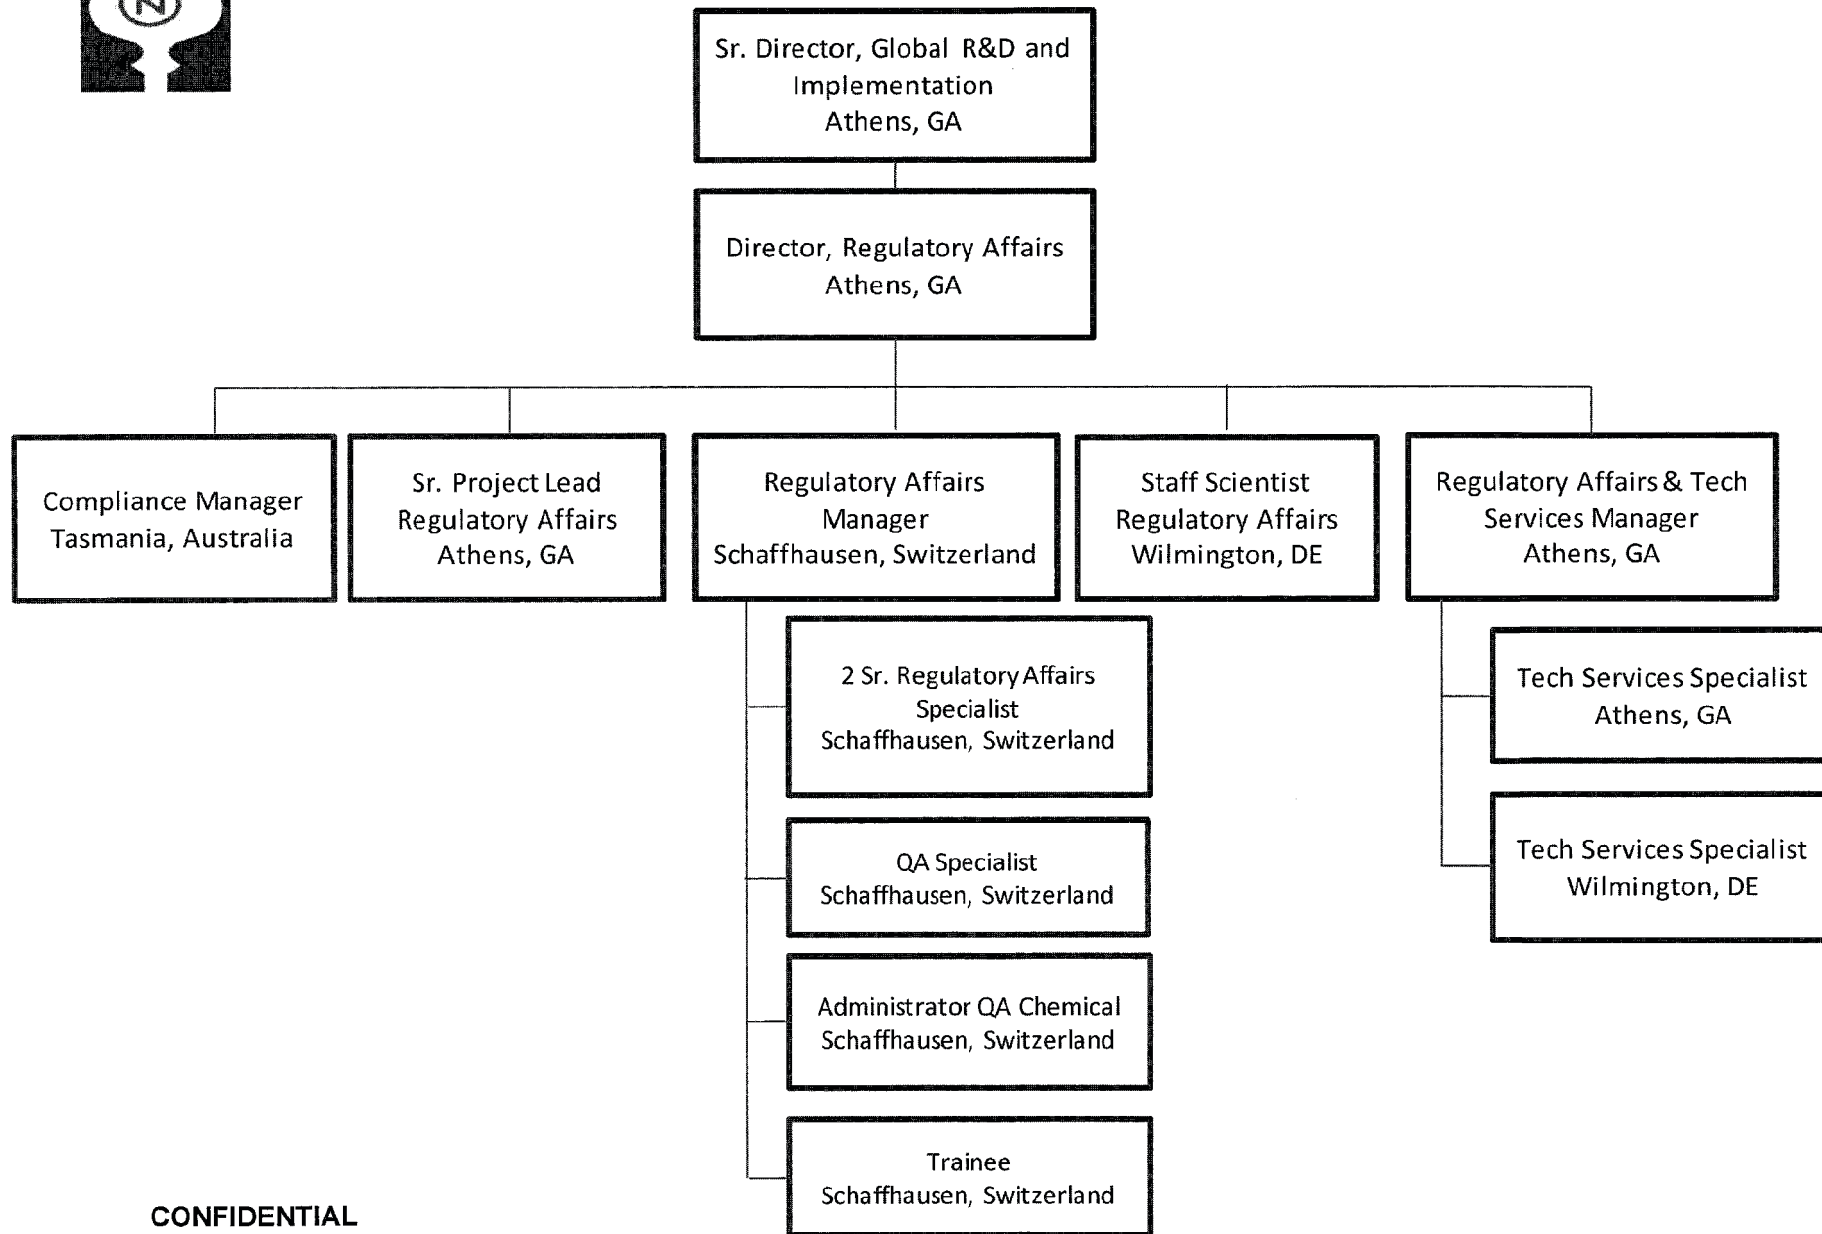 Sr. Director, Global R&D and
Implementation
Athens, GA
Director, Regulatory Affairs
Athens, GA
Compliance Manager
Tasmania, Australia
Sr. Project Lead
Regulatory Affairs
Athens, GA
Regulatory Affairs
Manager
Schaffhausen, Switzerland
Staff Scientist
Regulatory Affairs
Wilmington, DE
Regulatory Affairs & Tech
Services Manager
Athens, GA
2 Sr. Regulatory Affairs
Specialist
Schaffhausen, Switzerland
QA Specialist
Schaffhausen, Switzerland
Administrator QA Chemical
Schaffhausen, Switzerland
Trainee
Schaffhausen, Switzerland
Tech Services Specialist
Athens, GA
Tech Services Specialist
Wilmington, DE
CONFIDENTIAL